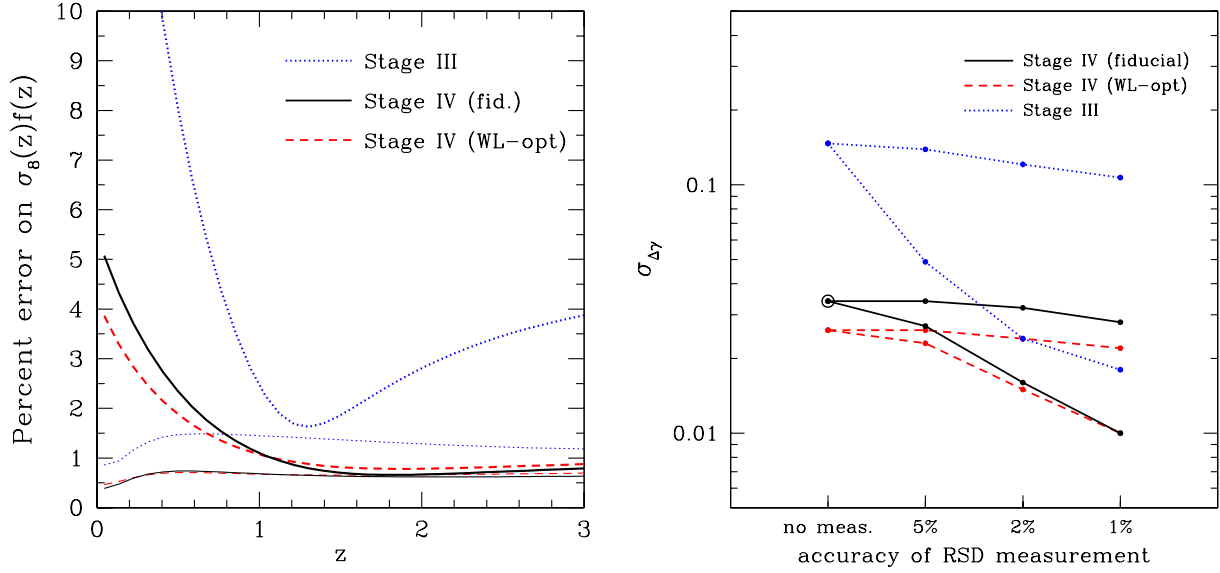 10
9
8
7
6
5
4
3
2
1
0
Percent error on σ₈(z)f(z)
Stage III
Stage IV (fid.)
Stage IV (WL-opt)
0
1
2
3
z
0.1
0.01
σ_Δγ
Stage IV (fiducial)
Stage IV (WL-opt)
Stage III
no meas.
5%
2%
1%
accuracy of RSD measurement